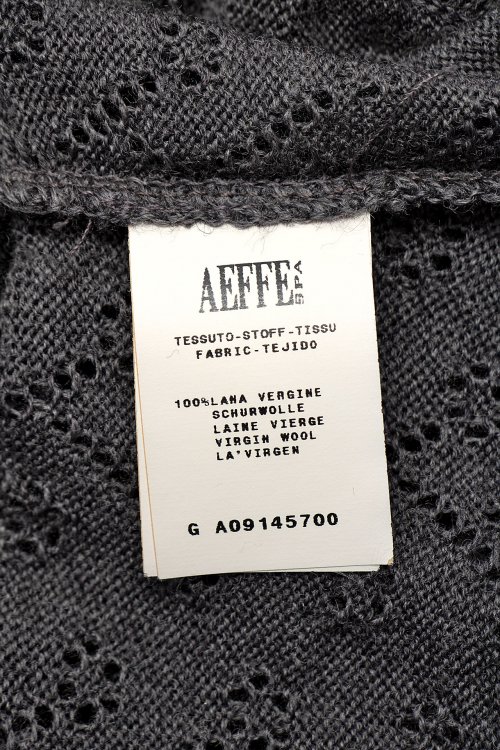 AEFFE SPA
TESSUTO-STOFF-TISSU
FABRIC-TEJIDO
100%LANA VERGINE
SCHURWOLLE
LAINE VIERGE
VIRGIN WOOL
LA'VIRGEN
G A09145700